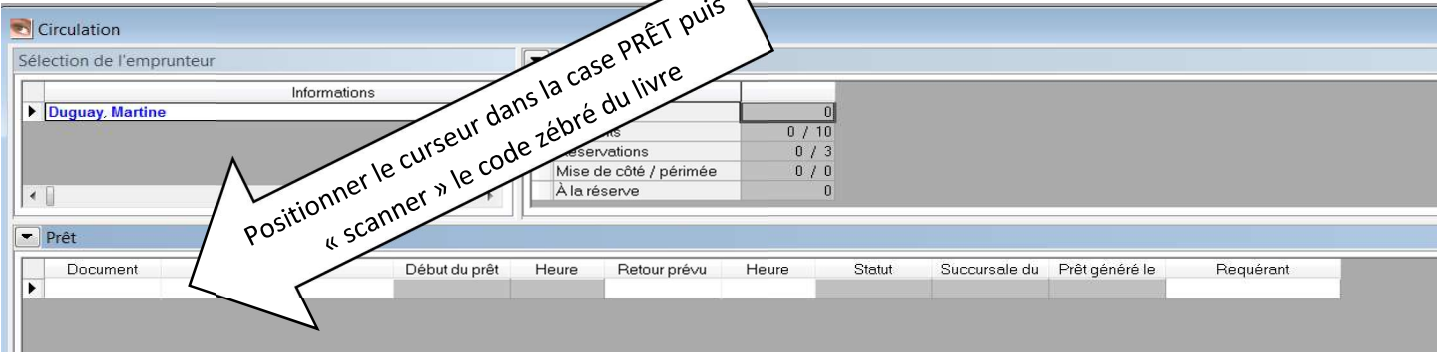 Circulation
Sélection de l'emprunteur
Informations
Duguay, Martine
0
0 / 10
Réservations 0 / 3
Mise de côté / périmée 0 / 0
À la réserve 0
Positionner le curseur dans la case PRÊT puis
« scanner » le code zébré du livre
Prêt
Document Début du prêt Heure Retour prévu Heure Statut Succursale du Prêt généré le Requérant